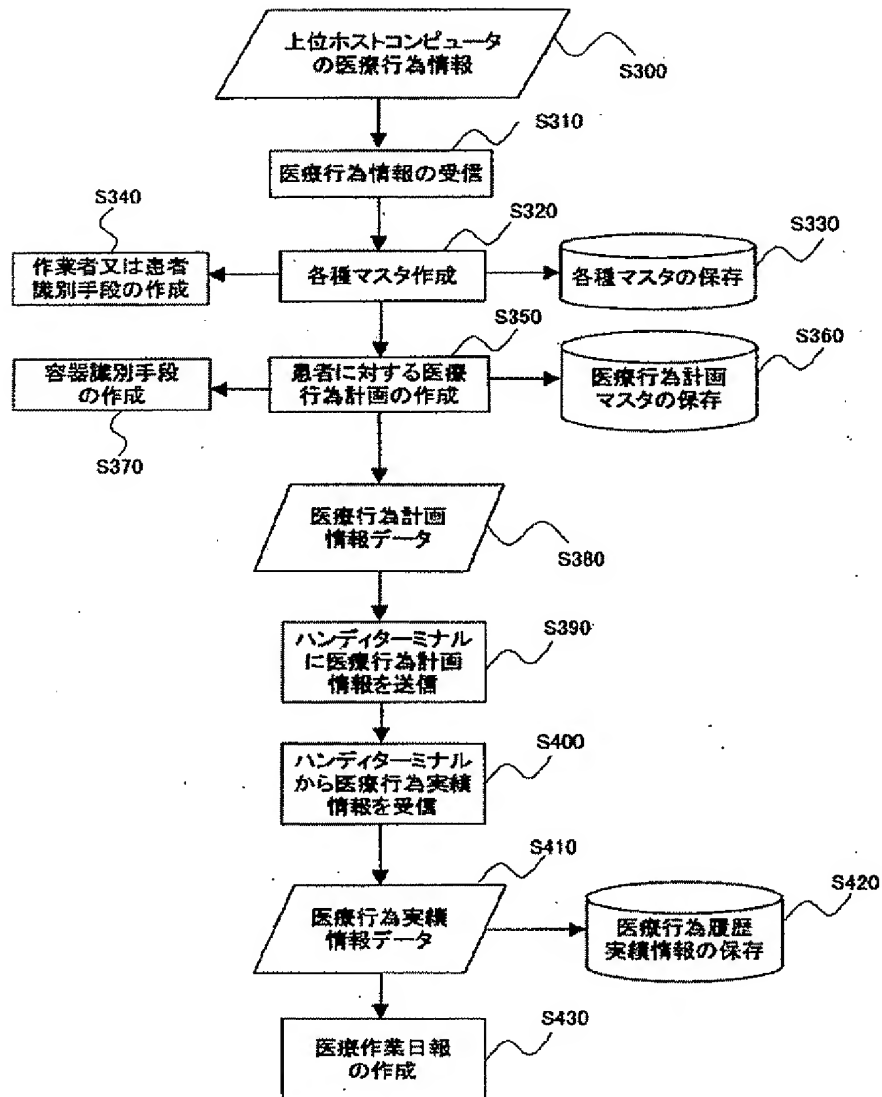 上位ホストコンピュータ
の医療行為情報
S300
S310
医療行為情報の受信
S340
S320
S330
作業者又は患者
識別手段の作成
各種マスタ作成
各種マスタの保存
S350
S360
容器識別手段
の作成
患者に対する医療
行為計画の作成
医療行為計画
マスタの保存
S370
医療行為計画
情報データ
S380
ハンディターミナル
に医療行為計画
情報を送信
S390
ハンディターミナル
から医療行為実績
情報を受信
S400
S410
医療行為実績
情報データ
S420
医療行為履歴
実績情報の保存
S430
医療作業日報
の作成